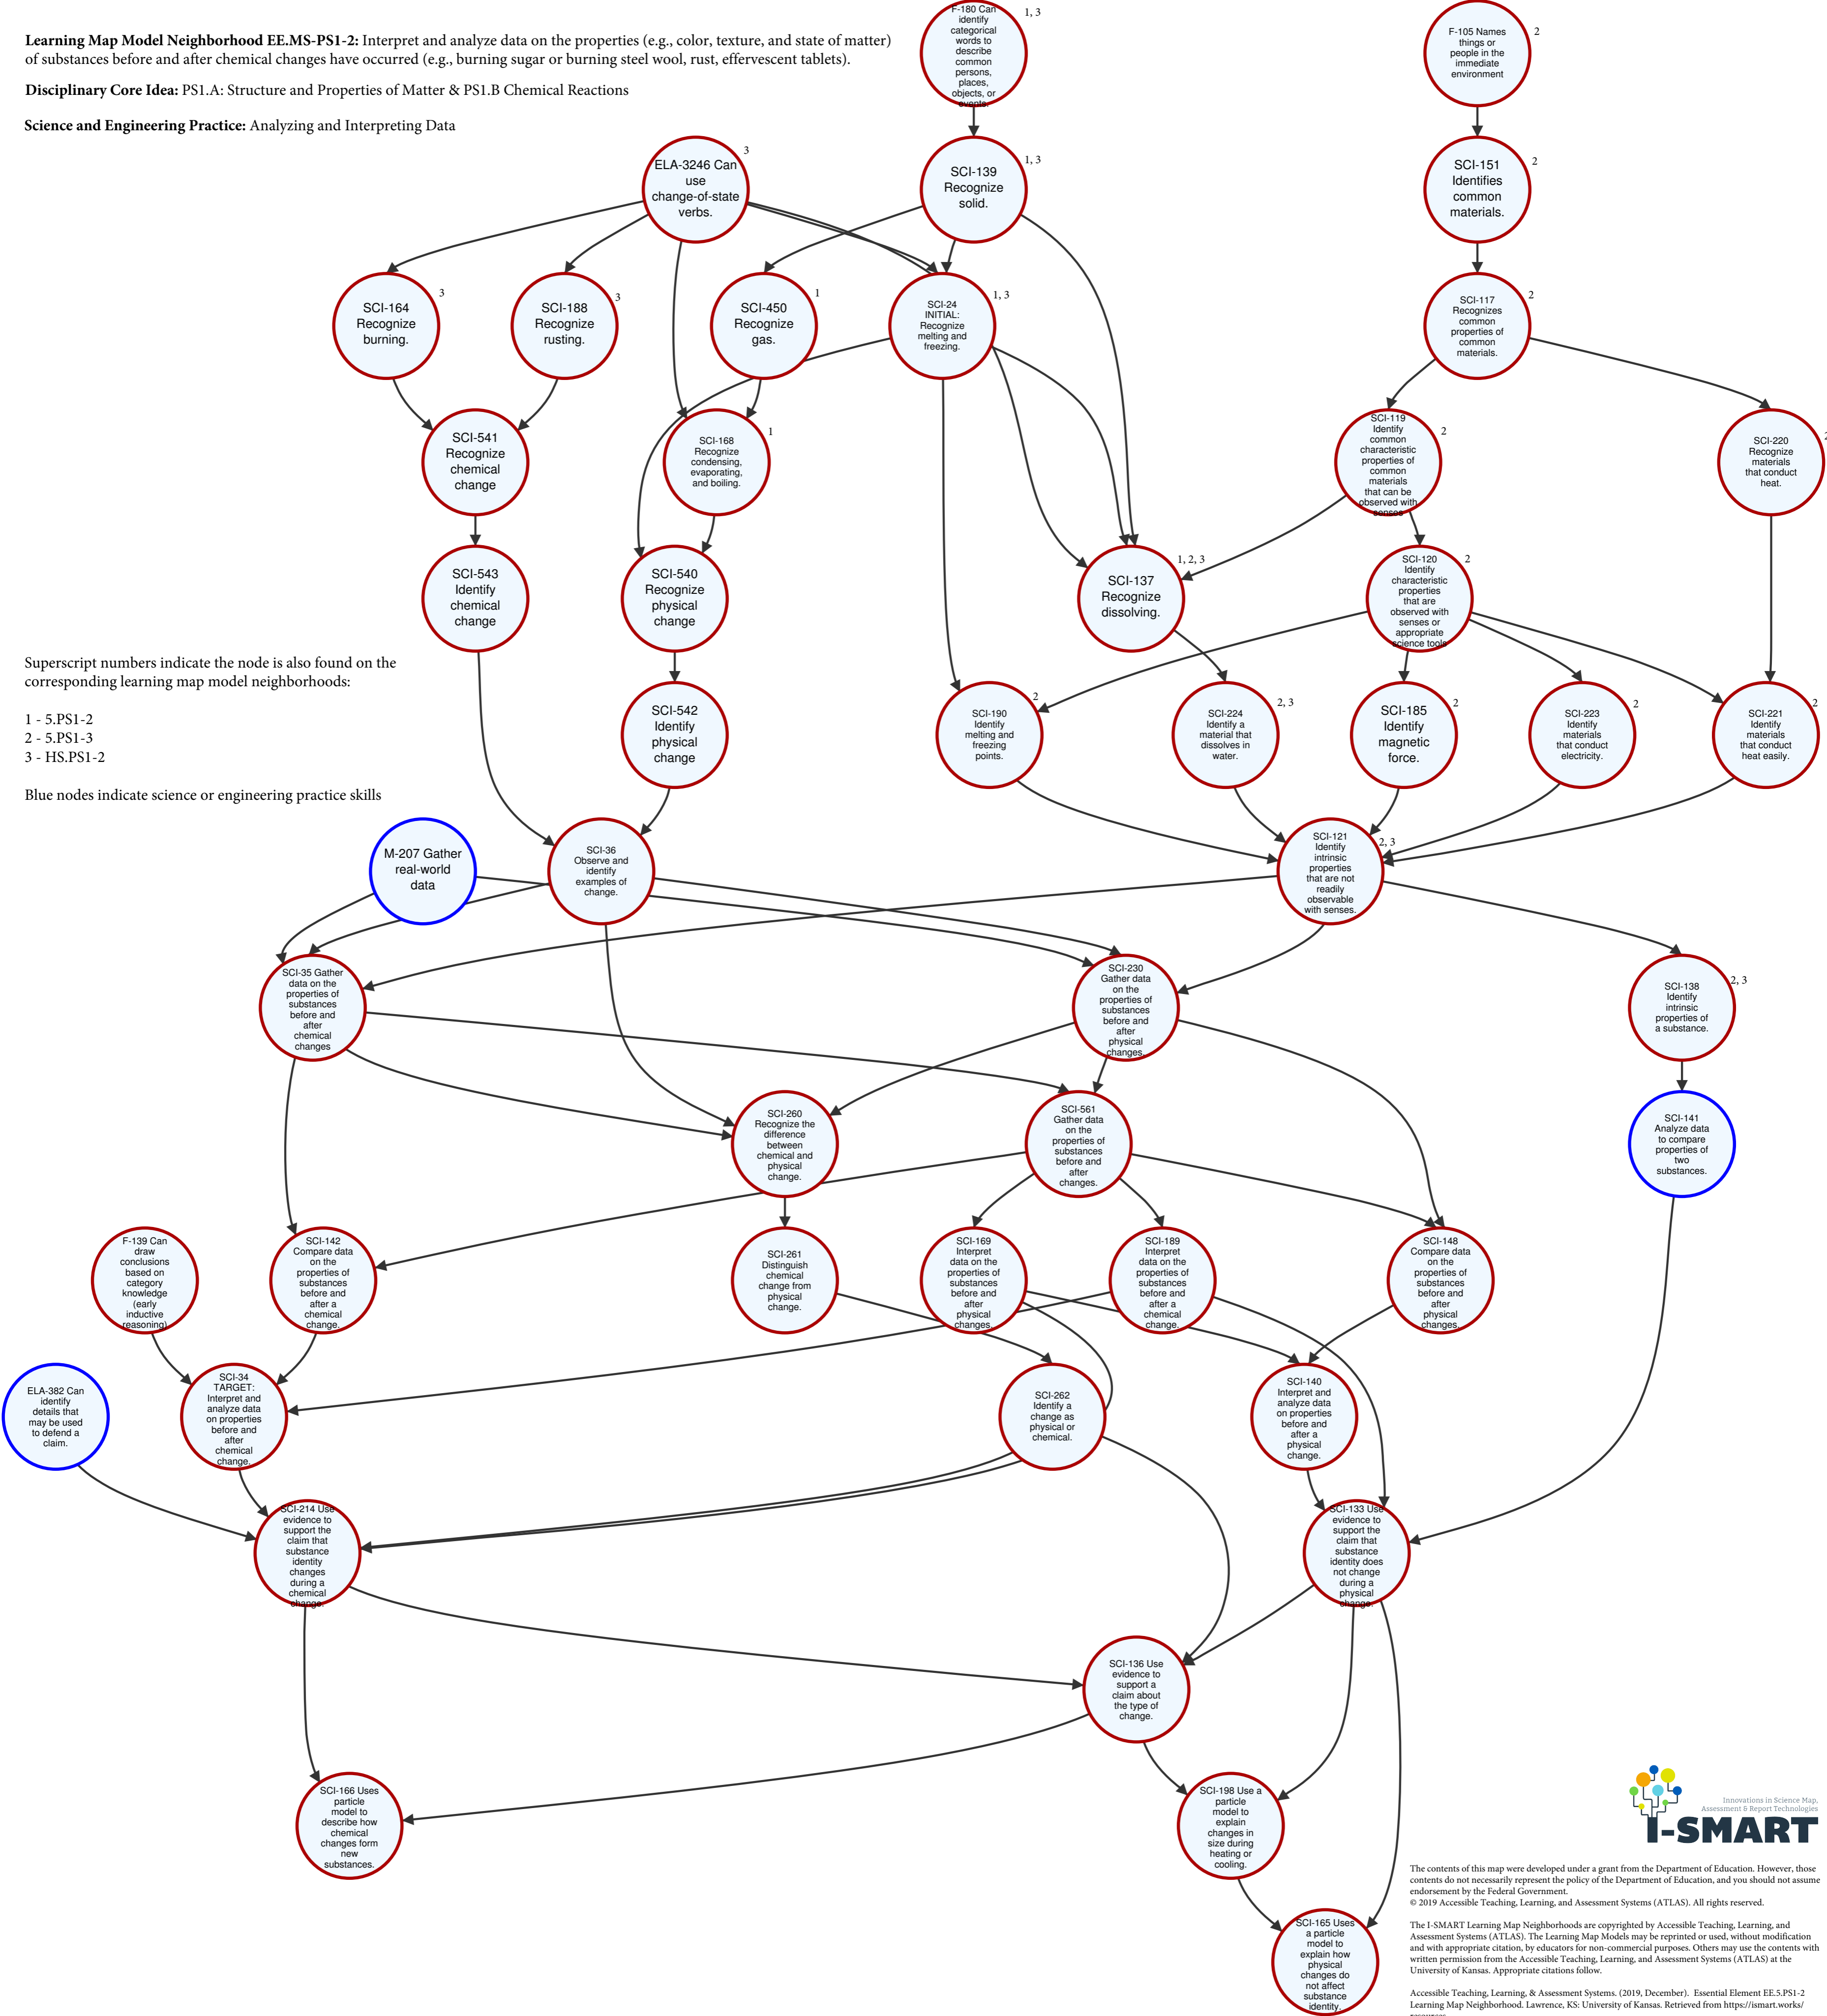 Learning Map Model Neighborhood EE.MS-PS1-2: Interpret and analyze data on the properties (e.g., color, texture, and state of matter)
of substances before and after chemical changes have occurred (e.g., burning sugar or burning steel wool, rust, effervescent tablets).
Disciplinary Core Idea: PS1.A: Structure and Properties of Matter & PS1.B Chemical Reactions
Science and Engineering Practice: Analyzing and Interpreting Data
F-180 Can
identify
categorical
words to
describe
common
persons,
places,
objects, or
events.
1, 3
F-105 Names
things or
people in the
immediate
environment
2
ELA-3246 Can
use
change-of-state
verbs.
3
SCI-139
Recognize
solid.
1, 3
SCI-151
Identifies
common
materials.
2
SCI-164
Recognize
burning.
3
SCI-188
Recognize
rusting.
3
SCI-450
Recognize
gas.
1
SCI-24
INITIAL:
Recognize
melting and
freezing.
1, 3
SCI-117
Recognizes
common
properties of
common
materials.
2
SCI-541
Recognize
chemical
change
SCI-168
Recognize
condensing,
evaporating,
and boiling.
1
SCI-119
Identify
common
characteristic
properties of
common
materials
that can be
observed with
senses
2
SCI-220
Recognize
materials
that conduct
heat.
2
SCI-543
Identify
chemical
change
SCI-540
Recognize
physical
change
SCI-137
Recognize
dissolving.
1, 2, 3
SCI-120
Identify
characteristic
properties
that are
observed with
senses or
appropriate
science tools
2
Superscript numbers indicate the node is also found on the
corresponding learning map model neighborhoods:
1 - 5.PS1-2
2 - 5.PS1-3
3 - HS.PS1-2
Blue nodes indicate science or engineering practice skills
SCI-542
Identify
physical
change
SCI-190
Identify
melting and
freezing
points.
2
SCI-224
Identify a
material that
dissolves in
water.
2, 3
SCI-185
Identify
magnetic
force.
2
SCI-223
Identify
materials
that conduct
electricity.
2
SCI-221
Identify
materials
that conduct
heat easily.
2
M-207 Gather
real-world
data
SCI-36
Observe and
identify
examples of
change.
SCI-121
Identify
intrinsic
properties
that are not
readily
observable
with senses.
2, 3
SCI-35 Gather
data on the
properties of
substances
before and
after
chemical
changes
SCI-230
Gather data
on the
properties of
substances
before and
after
physical
changes.
SCI-138
Identify
intrinsic
properties of
a substance.
2, 3
SCI-260
Recognize the
difference
between
chemical and
physical
change.
SCI-561
Gather data
on the
properties of
substances
before and
after
changes.
SCI-141
Analyze data
to compare
properties of
two
substances.
F-139 Can
draw
conclusions
based on
category
knowledge
(early
inductive
reasoning)
SCI-142
Compare data
on the
properties of
substances
before and
after a
chemical
change.
SCI-261
Distinguish
chemical
change from
physical
change.
SCI-169
Interpret
data on the
properties of
substances
before and
after
physical
changes.
SCI-189
Interpret
data on the
properties of
substances
before and
after a
chemical
change.
SCI-148
Compare data
on the
properties of
substances
before and
after
physical
changes.
ELA-382 Can
identify
details that
may be used
to defend a
claim.
SCI-34
TARGET:
Interpret and
analyze data
on properties
before and
after
chemical
change.
SCI-262
Identify a
change as
physical or
chemical.
SCI-140
Interpret and
analyze data
on properties
before and
after a
physical
change.
SCI-214 Use
evidence to
support the
claim that
substance
identity
changes
during a
chemical
change.
SCI-133 Use
evidence to
support the
claim that
substance
identity does
not change
during a
physical
change.
SCI-136 Use
evidence to
support a
claim about
the type of
change.
SCI-166 Uses
particle
model to
describe how
chemical
changes form
new
substances.
SCI-198 Use a
particle
model to
explain
changes in
size during
heating or
cooling.
SCI-165 Uses
a particle
model to
explain how
physical
changes do
not affect
substance
identity.
Innovations in Science Map,
Assessment & Report Technologies
I-SMART
The contents of this map were developed under a grant from the Department of Education. However, those
contents do not necessarily represent the policy of the Department of Education, and you should not assume
endorsement by the Federal Government.
© 2019 Accessible Teaching, Learning, and Assessment Systems (ATLAS). All rights reserved.
The I-SMART Learning Map Neighborhoods are copyrighted by Accessible Teaching, Learning, and
Assessment Systems (ATLAS). The Learning Map Models may be reprinted or used, without modification
and with appropriate citation, by educators for non-commercial purposes. Others may use the contents with
written permission from the Accessible Teaching, Learning, and Assessment Systems (ATLAS) at the
University of Kansas. Appropriate citations follow.
Accessible Teaching, Learning, & Assessment Systems. (2019, December). Essential Element EE.5.PS1-2
Learning Map Neighborhood. Lawrence, KS: University of Kansas. Retrieved from https://ismart.works/